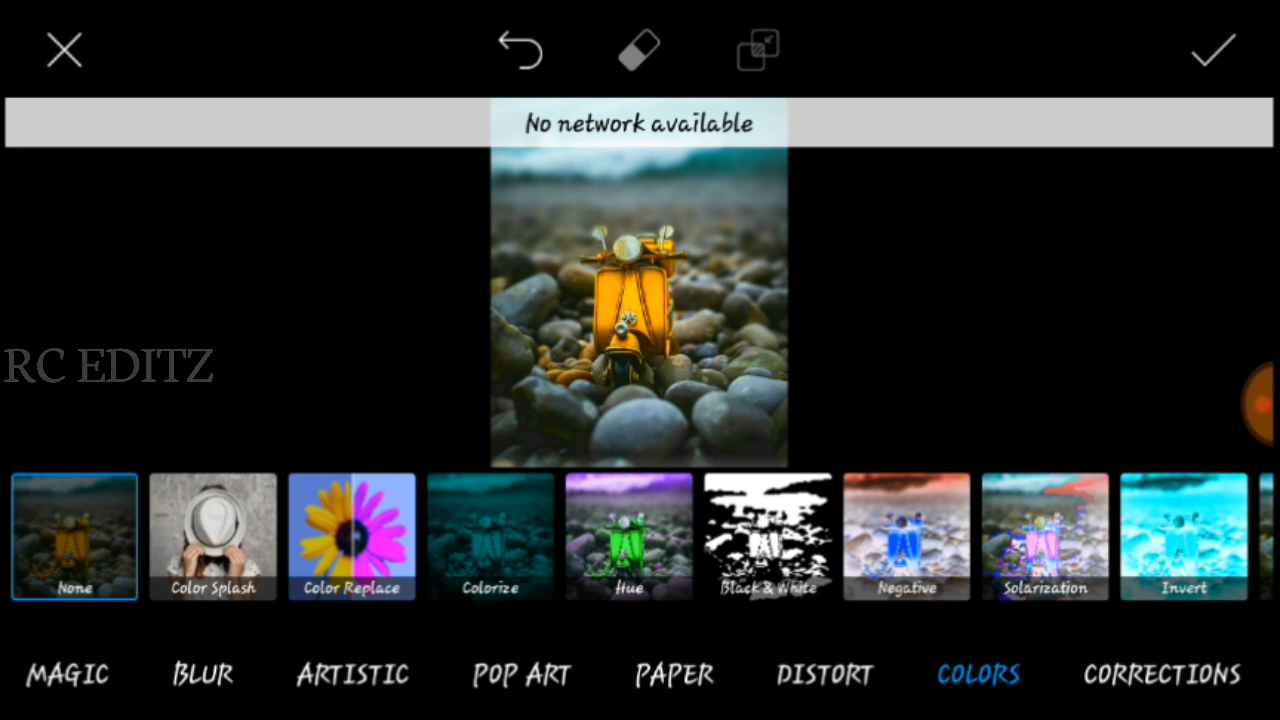 No network available
RC EDITZ
None
Color Splash
Color Replace
Colorize
Hue
Black & White
Negative
Solarization
Invert
MAGIC
BLUR
ARTISTIC
POP ART
PAPER
DISTORT
COLORS
CORRECTIONS